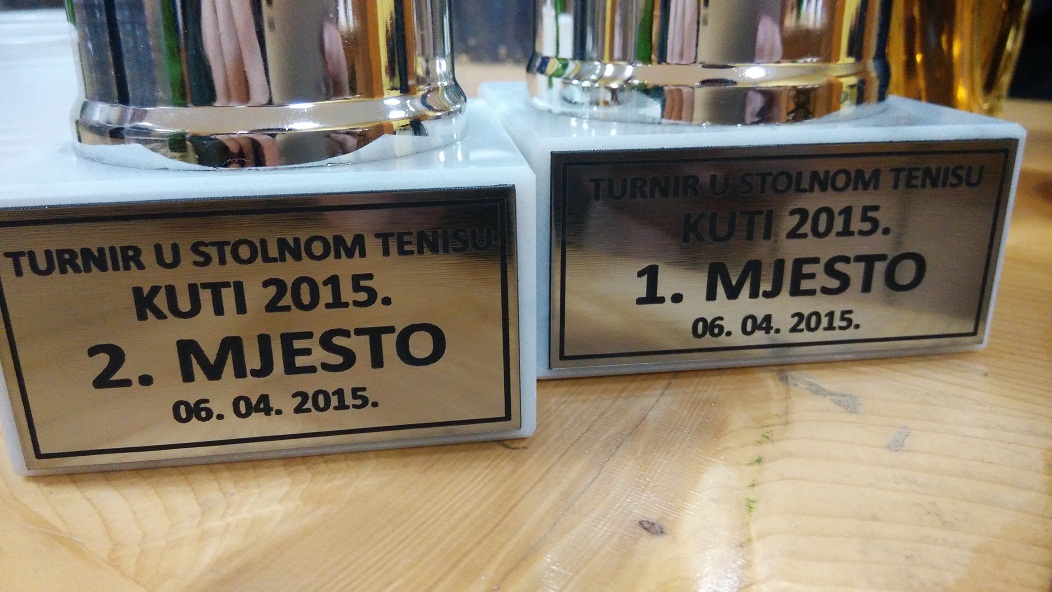 TURNIR U STOLNOM TENISU
KUTI 2015.
2. MJESTO
06. 04. 2015.
TURNIR U STOLNOM TENISU
KUTI 2015.
1. MJESTO
06. 04. 2015.